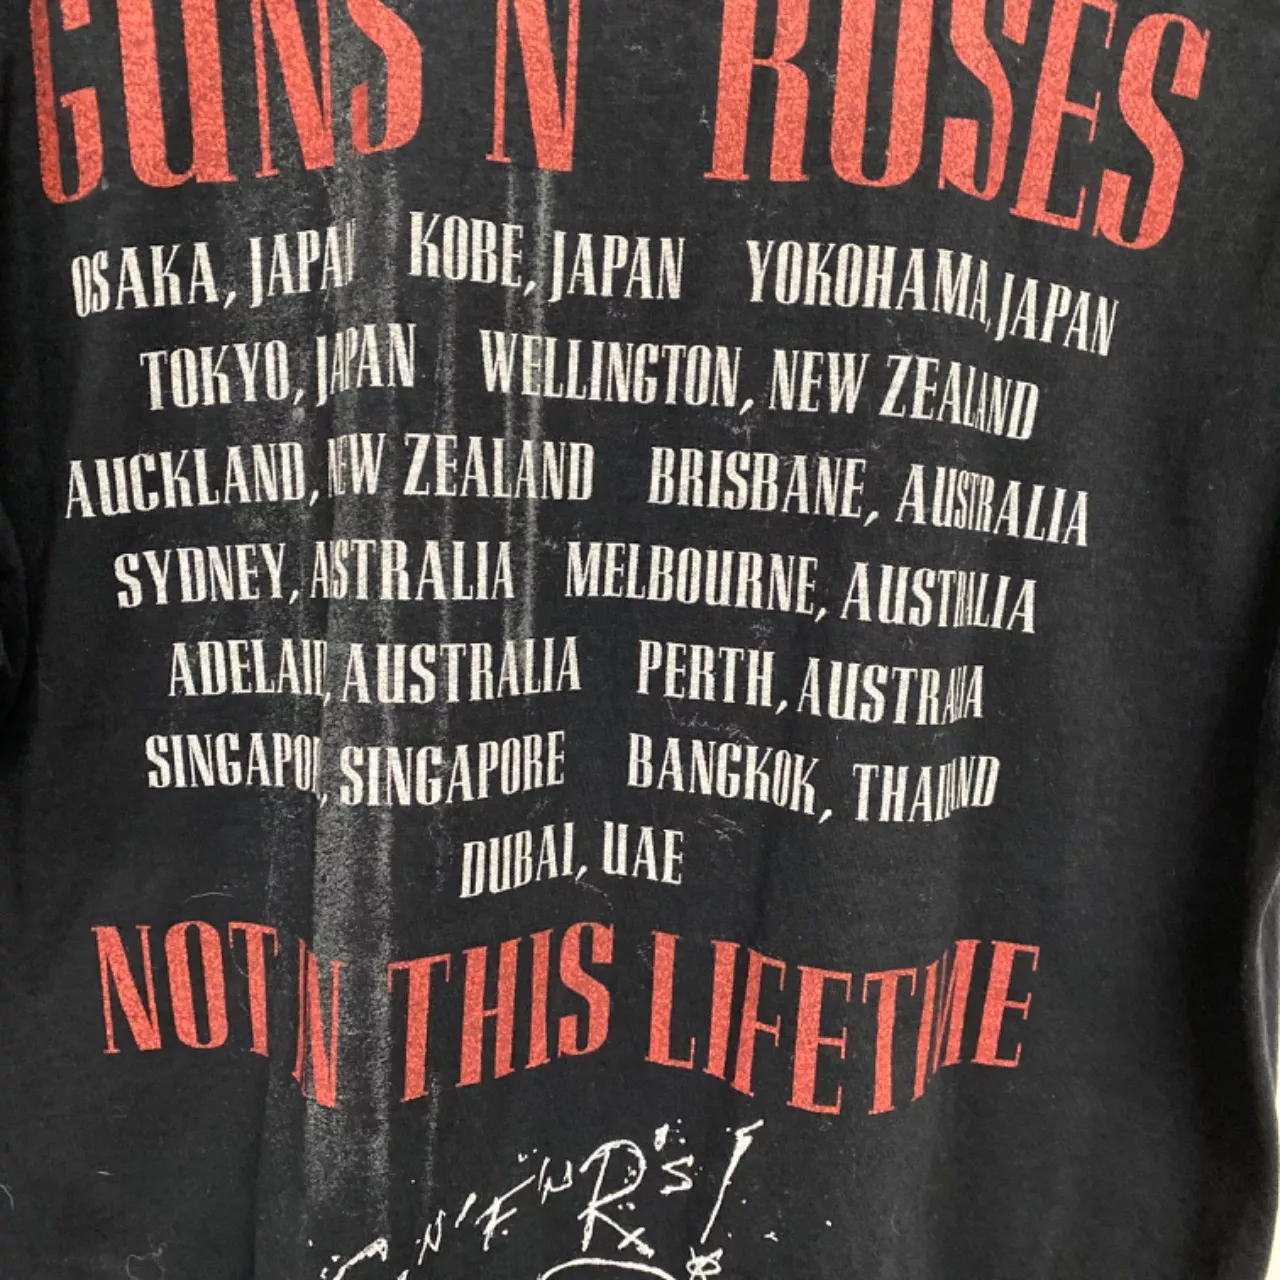 GUNS N ROSES
OSAKA, JAPAN KOBE, JAPAN YOKOHAMA, JAPAN
TOKYO, JAPAN WELLINGTON, NEW ZEALAND
AUCKLAND, NEW ZEALAND BRISBANE, AUSTRALIA
SYDNEY, AUSTRALIA MELBOURNE, AUSTRALIA
ADELAIDE, AUSTRALIA PERTH, AUSTRALIA
SINGAPORE, SINGAPORE BANGKOK, THAILAND
DUBAI, UAE
NOT IN THIS LIFETIME
G N'F'N R's!